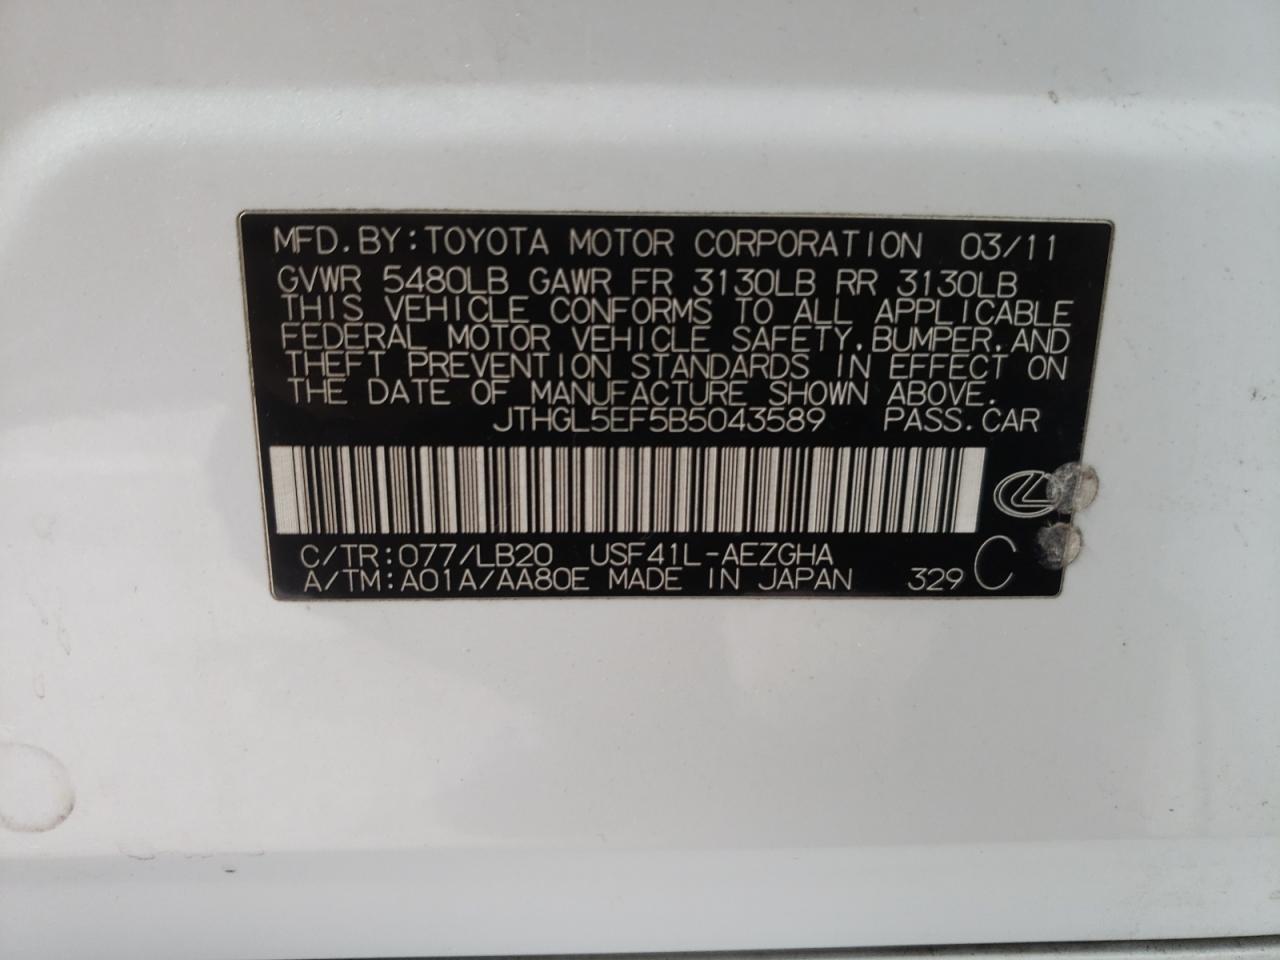 MFD.BY:TOYOTA MOTOR CORPORATION 03/11
GVWR 5480LB GAWR FR 3130LB RR 3130LB
THIS VEHICLE CONFORMS TO ALL APPLICABLE
FEDERAL MOTOR VEHICLE SAFETY,BUMPER,AND
THEFT PREVENTION STANDARDS IN EFFECT ON
THE DATE OF MANUFACTURE SHOWN ABOVE.
JTHGL5EF5B5043589 PASS.CAR
C/TR:077/LB20 USF41L-AEZGHA
A/TM:A01A/AA80E MADE IN JAPAN 329 C